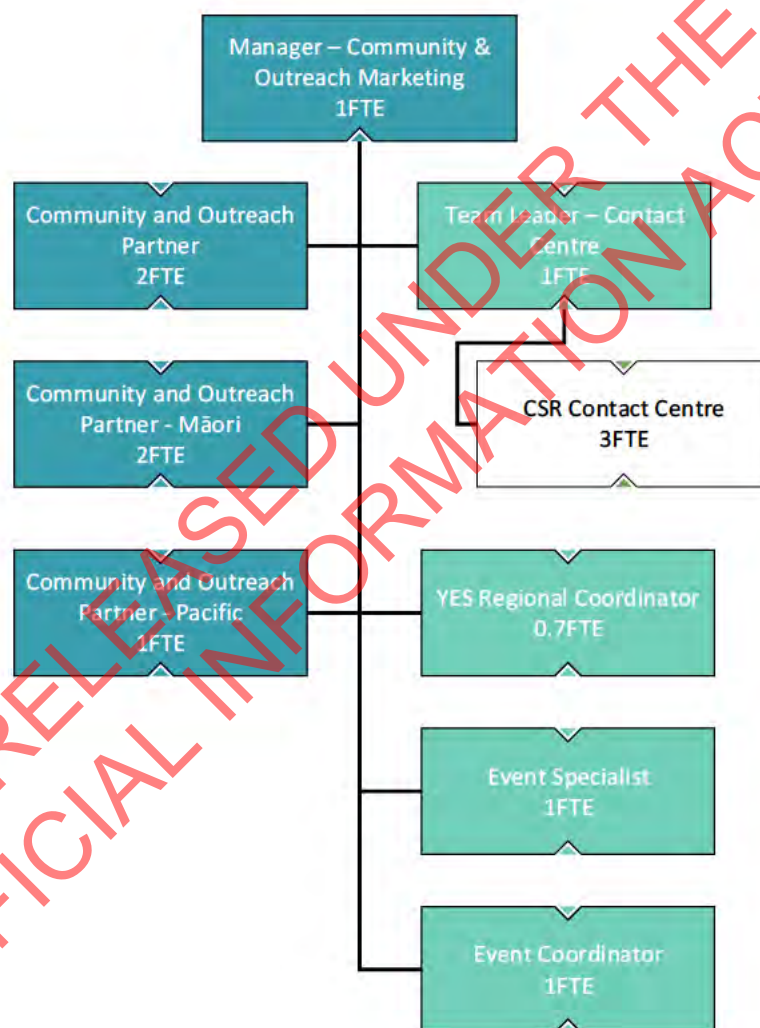 Manager – Community &
Outreach Marketing
1FTE
Community and Outreach
Partner
2FTE
Team Leader – Contact
Centre
1FTE
Community and Outreach
Partner - Māori
2FTE
CSR Contact Centre
3FTE
Community and Outreach
Partner - Pacific
1FTE
YES Regional Coordinator
0.7FTE
Event Specialist
1FTE
Event Coordinator
1FTE
RELEASED UNDER THE
INFORMATION